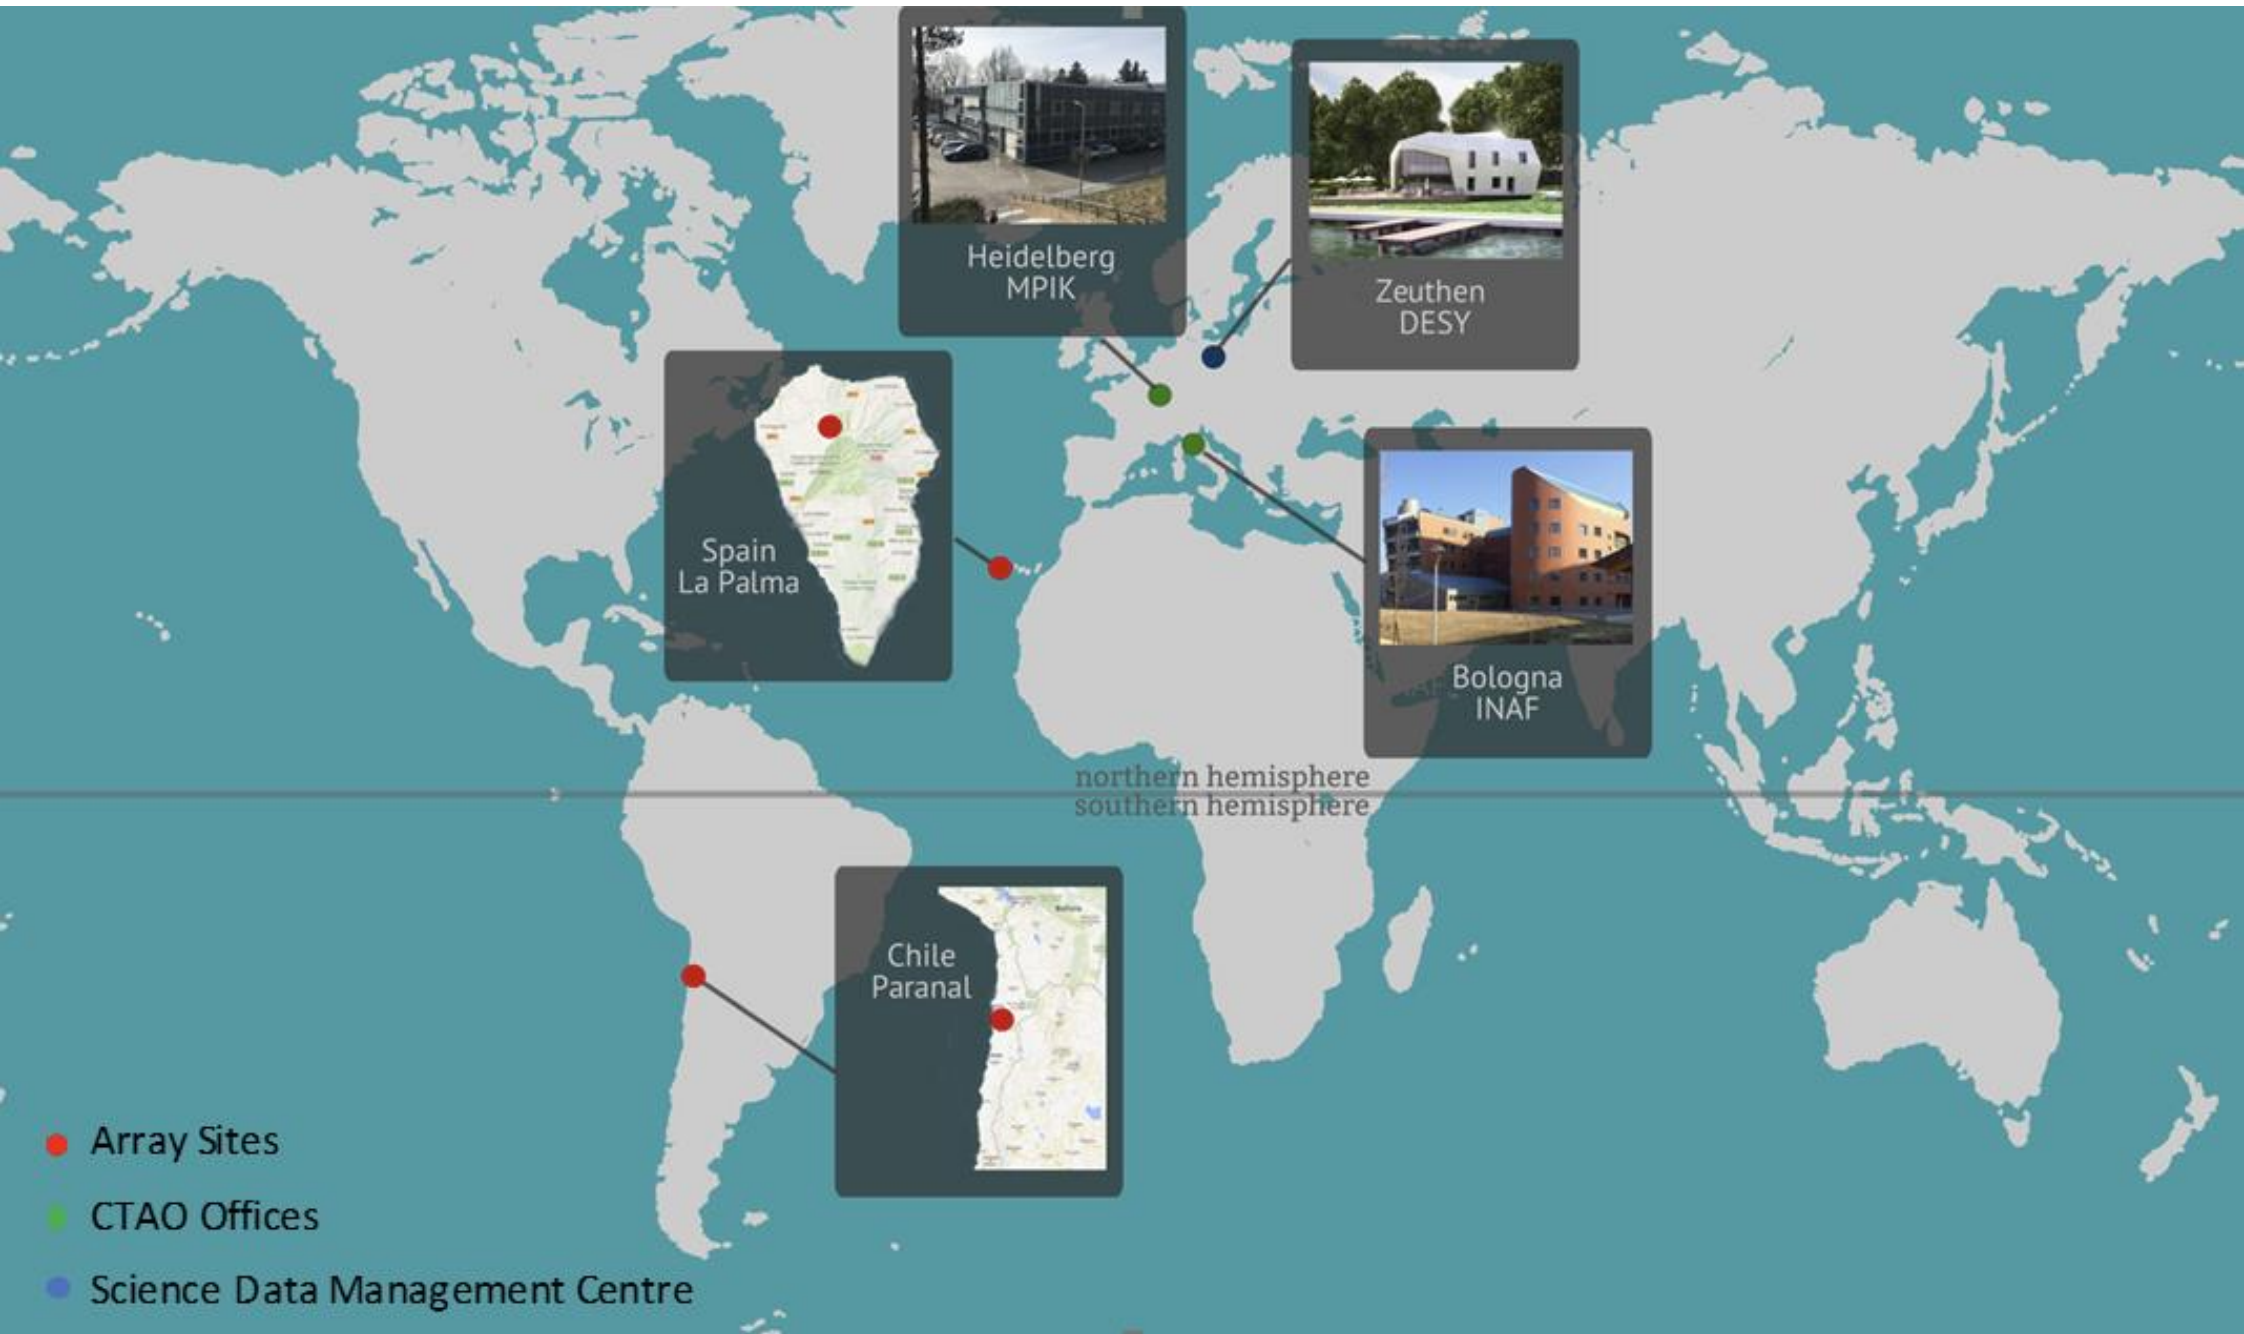 Heidelberg
MPIK
Zeuthen
DESY
Spain
La Palma
Bologna
INAF
northern hemisphere
southern hemisphere
Chile
Paranal
Array Sites
CTAO Offices
Science Data Management Centre